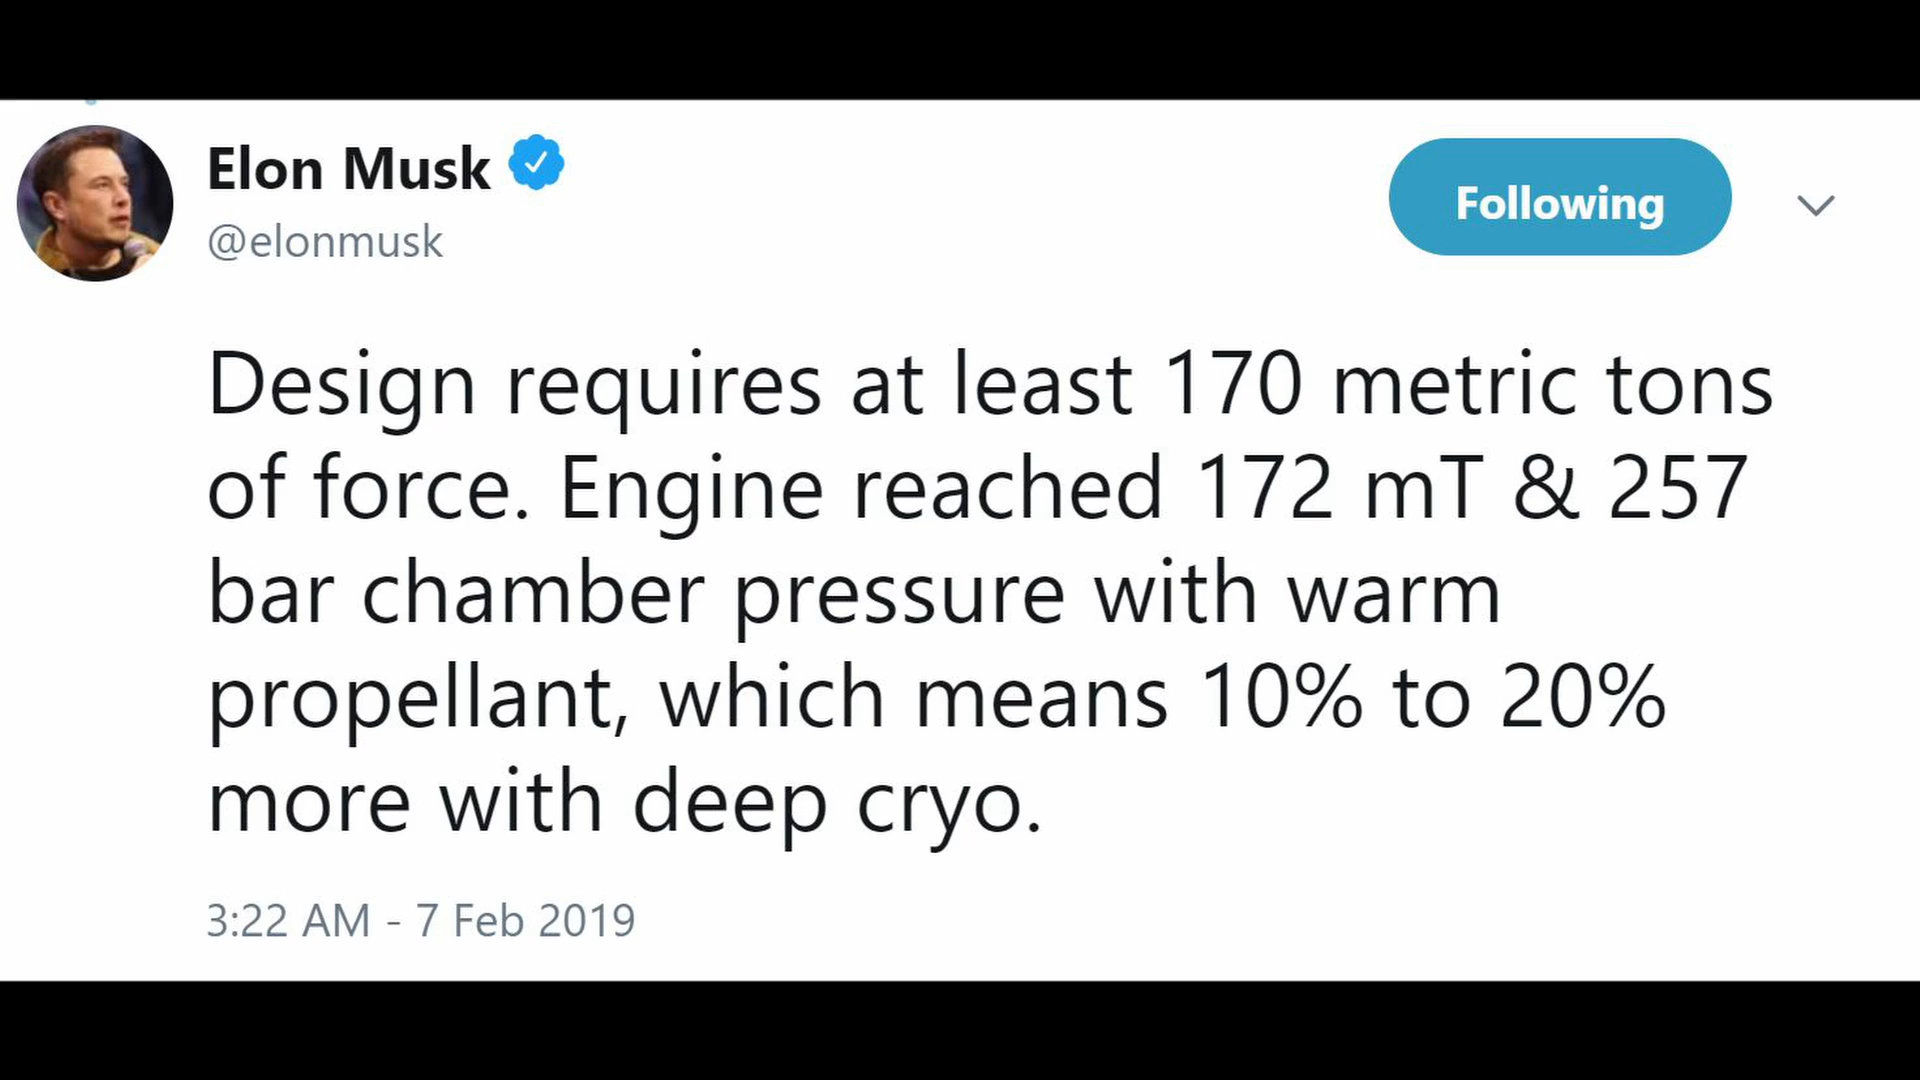 Elon Musk
@elonmusk
Following
Design requires at least 170 metric tons
of force. Engine reached 172 mT & 257
bar chamber pressure with warm
propellant, which means 10% to 20%
more with deep cryo.
3:22 AM - 7 Feb 2019